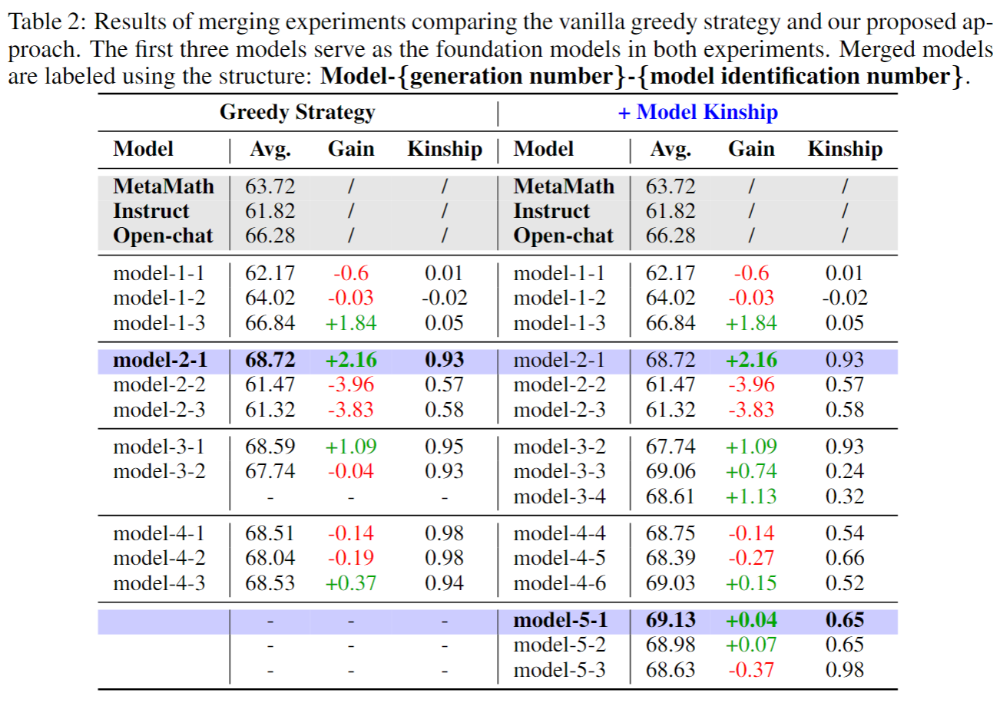 Table 2: Results of merging experiments comparing the vanilla greedy strategy and our proposed ap-
proach. The first three models serve as the foundation models in both experiments. Merged models
are labeled using the structure: Model-{generation number}-{model identification number}.
Greedy Strategy + Model Kinship
Model Avg. Gain Kinship Model Avg. Gain Kinship
MetaMath 63.72 / / MetaMath 63.72 / /
Instruct 61.82 / / Instruct 61.82 / /
Open-chat 66.28 / / Open-chat 66.28 / /
model-1-1 62.17 -0.6 0.01 model-1-1 62.17 -0.6 0.01
model-1-2 64.02 -0.03 -0.02 model-1-2 64.02 -0.03 -0.02
model-1-3 66.84 +1.84 0.05 model-1-3 66.84 +1.84 0.05
model-2-1 68.72 +2.16 0.93 model-2-1 68.72 +2.16 0.93
model-2-2 61.47 -3.96 0.57 model-2-2 61.47 -3.96 0.57
model-2-3 61.32 -3.83 0.58 model-2-3 61.32 -3.83 0.58
model-3-1 68.59 +1.09 0.95 model-3-2 67.74 +1.09 0.93
model-3-2 67.74 -0.04 0.93 model-3-3 69.06 +0.74 0.24
- - - model-3-4 68.61 +1.13 0.32
model-4-1 68.51 -0.14 0.98 model-4-4 68.75 -0.14 0.54
model-4-2 68.04 -0.19 0.98 model-4-5 68.39 -0.27 0.66
model-4-3 68.53 +0.37 0.94 model-4-6 69.03 +0.15 0.52
- - - model-5-1 69.13 +0.04 0.65
- - - model-5-2 68.98 +0.07 0.65
- - - model-5-3 68.63 -0.37 0.98